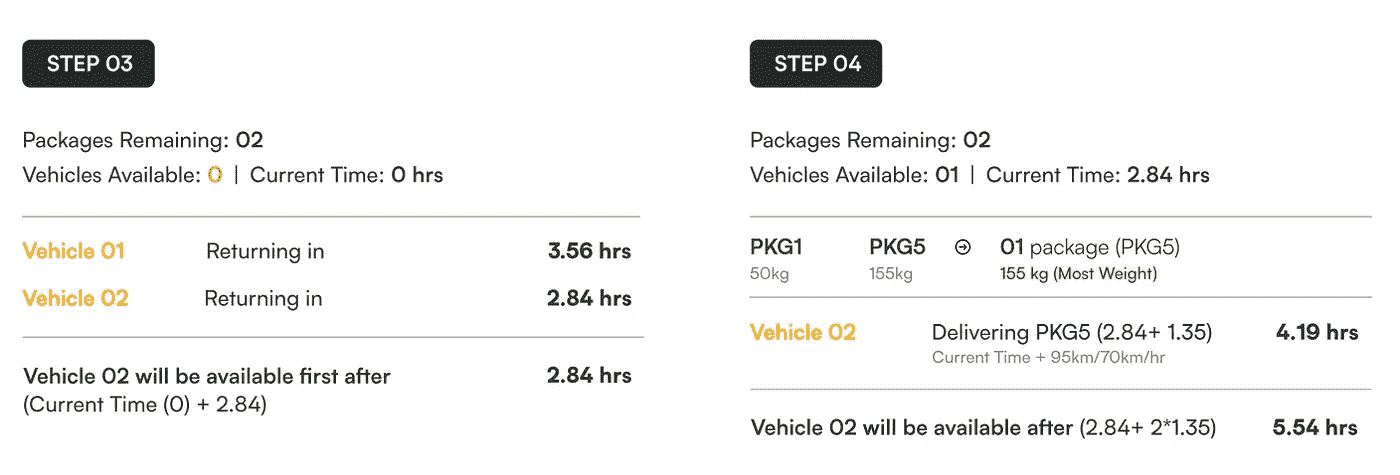 STEP 03
Packages Remaining: 02
Vehicles Available: 0 | Current Time: 0 hrs
Vehicle 01 Returning in 3.56 hrs
Vehicle 02 Returning in 2.84 hrs
Vehicle 02 will be available first after 2.84 hrs
(Current Time (0) + 2.84)
STEP 04
Packages Remaining: 02
Vehicles Available: 01 | Current Time: 2.84 hrs
PKG1 PKG5 01 package (PKG5)
50kg 155kg 155 kg (Most Weight)
Vehicle 02 Delivering PKG5 (2.84+ 1.35) 4.19 hrs
Current Time + 95km/70km/hr
Vehicle 02 will be available after (2.84+ 2*1.35) 5.54 hrs